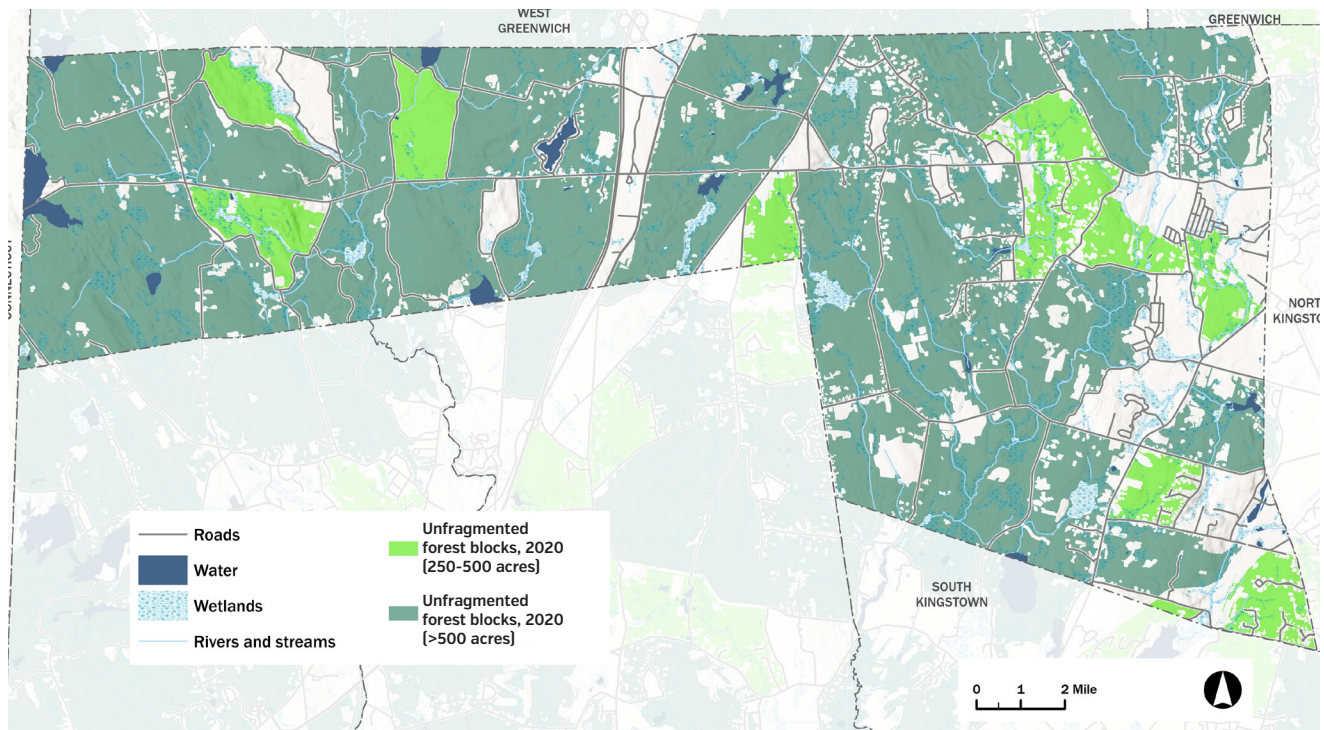 WEST
GREENWICH
GREENWICH
NORT
KINGSTO
Roads
Water
Wetlands
Rivers and streams
Unfragmented
forest blocks, 2020
(250-500 acres)
Unfragmented
forest blocks, 2020
(>500 acres)
SOUTH
KINGSTOWN
0 1 2 Mile